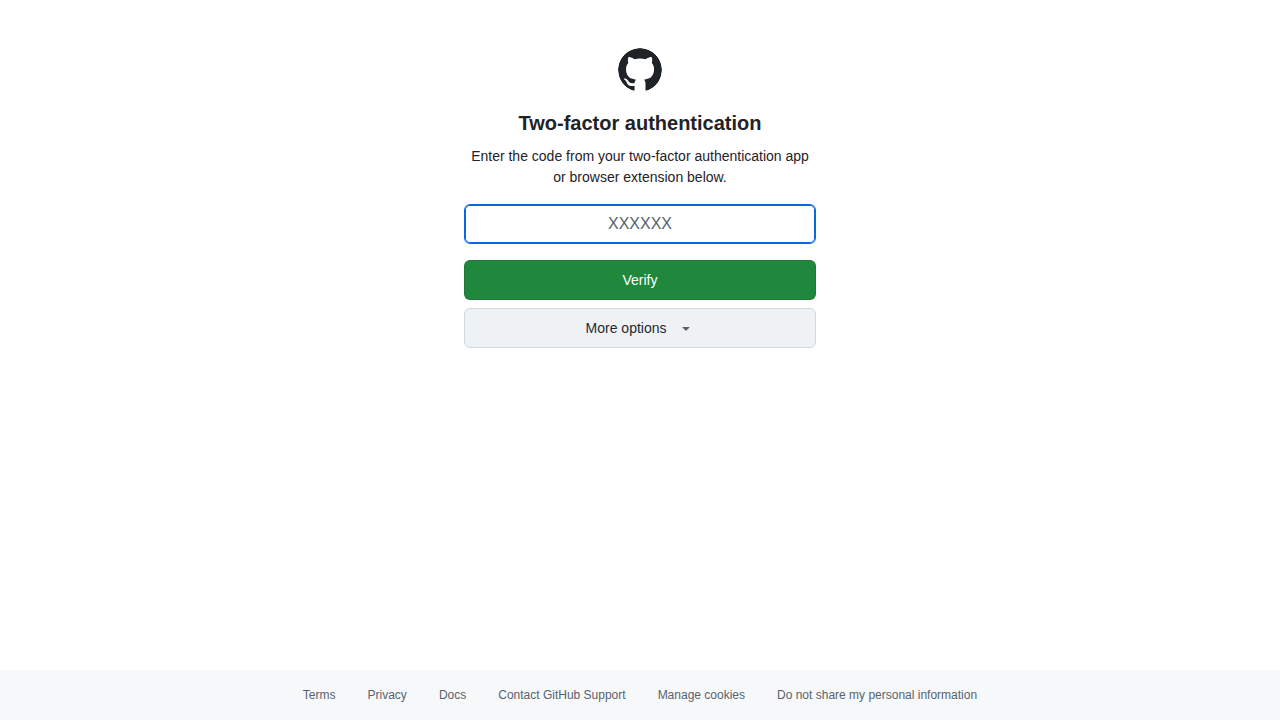 Two-factor authentication
Enter the code from your two-factor authentication app
or browser extension below.
XXXXXX
Verify
More options
Terms Privacy Docs Contact GitHub Support Manage cookies Do not share my personal information